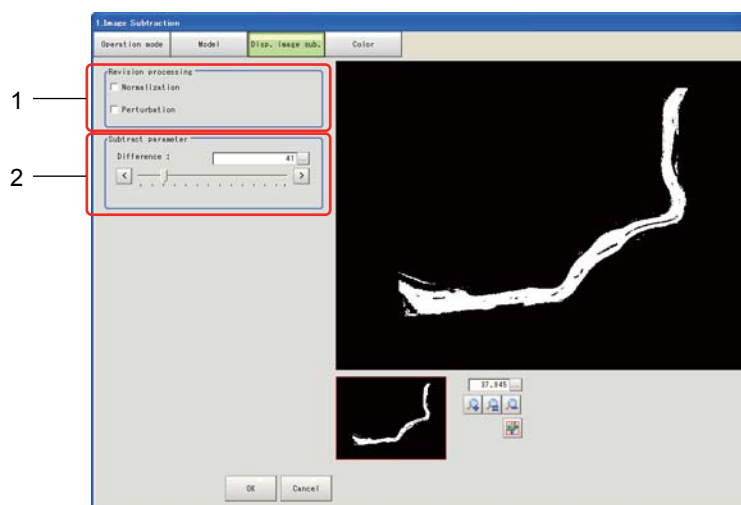 1.Image Subtraction
Operation mode Model Disp. image sub. Color
1
Revision processing
Normalization
Perturbation
2
Subtract parameter
Difference : 41 ...
< >
37,945 ...
OK Cancel